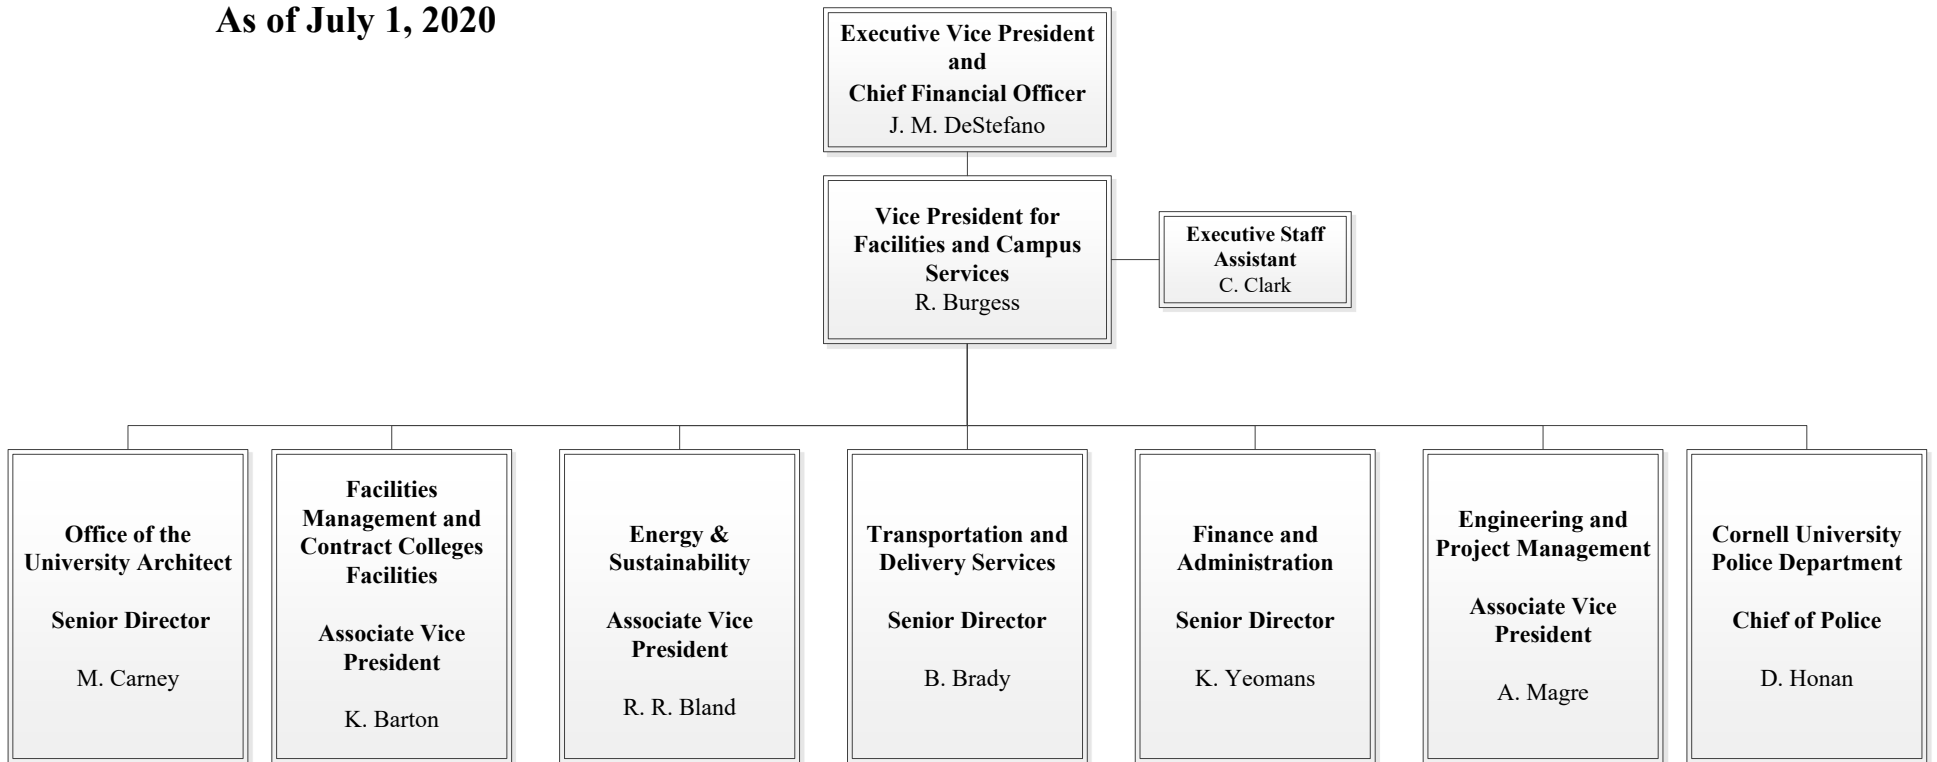 As of July 1, 2020
Executive Vice President
and
Chief Financial Officer
J. M. DeStefano
Vice President for
Facilities and Campus
Services
R. Burgess
Executive Staff
Assistant
C. Clark
Office of the
University Architect
Senior Director
M. Carney
Facilities
Management and
Contract Colleges
Facilities
Associate Vice
President
K. Barton
Energy &
Sustainability
Associate Vice
President
R. R. Bland
Transportation and
Delivery Services
Senior Director
B. Brady
Finance and
Administration
Senior Director
K. Yeomans
Engineering and
Project Management
Associate Vice
President
A. Magre
Cornell University
Police Department
Chief of Police
D. Honan